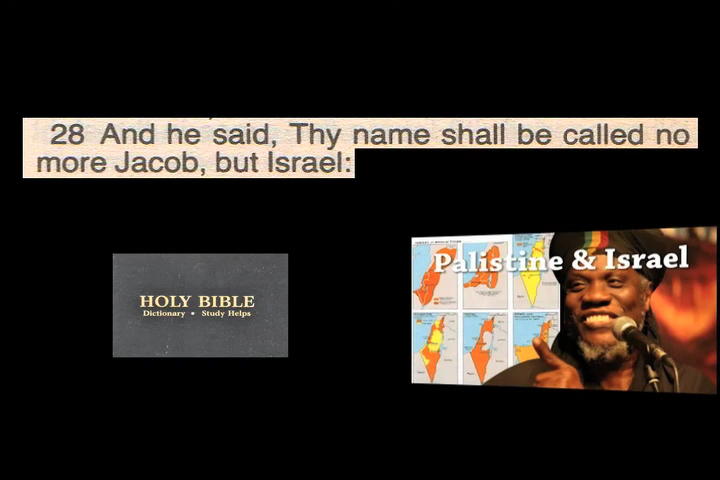 28 And he said, Thy name shall be called no
more Jacob, but Israel:
HOLY BIBLE
Dictionary • Study Helps
Palistine & Israel